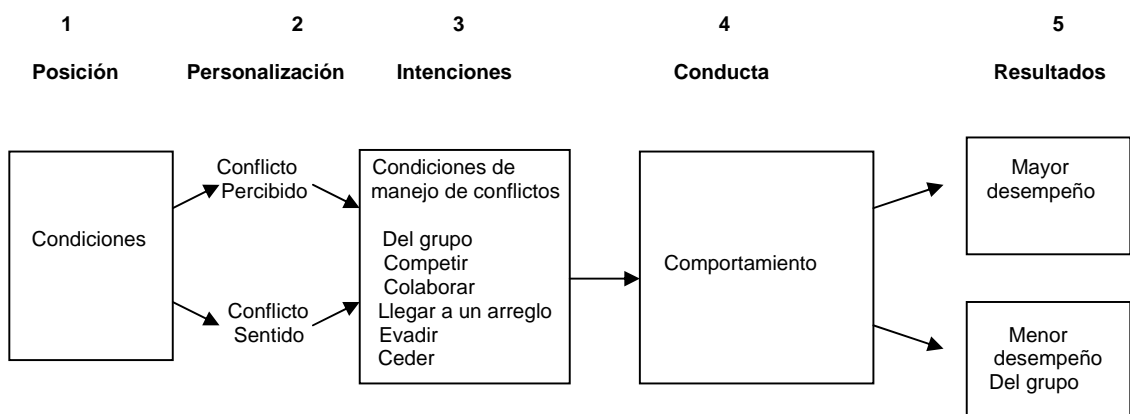 1 2 3 4 5
Posición Personalización Intenciones Conducta Resultados
Condiciones
Conflicto
Percibido
Conflicto
Sentido
Condiciones de
manejo de conflictos
Del grupo
Competir
Colaborar
Llegar a un arreglo
Evadir
Ceder
Comportamiento
Mayor
desempeño
Menor
desempeño
Del grupo